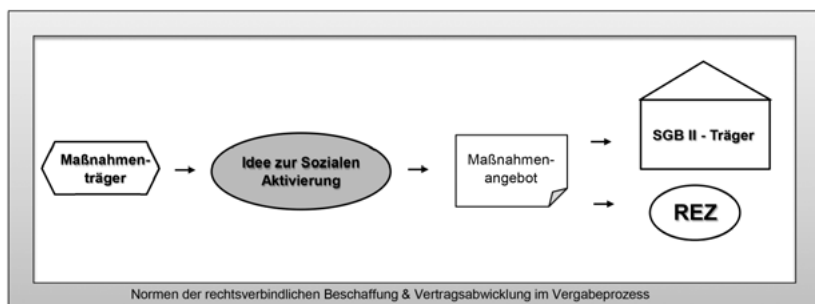 Maßnahmen-
träger
Idee zur Sozialen
Aktivierung
Maßnahmen-
angebot
SGB II - Träger
REZ
Normen der rechtsverbindlichen Beschaffung & Vertragsabwicklung im Vergabeprozess